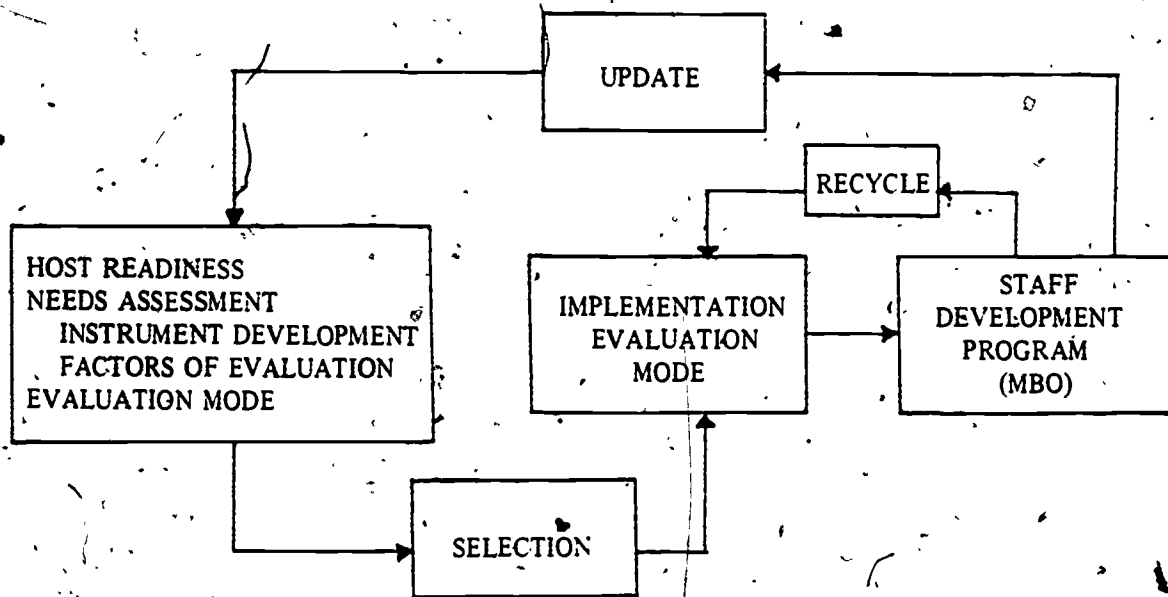 UPDATE
RECYCLE
HOST READINESS
NEEDS ASSESSMENT
INSTRUMENT DEVELOPMENT
FACTORS OF EVALUATION
EVALUATION MODE
IMPLEMENTATION
EVALUATION
MODE
STAFF
DEVELOPMENT
PROGRAM
(MBO)
SELECTION